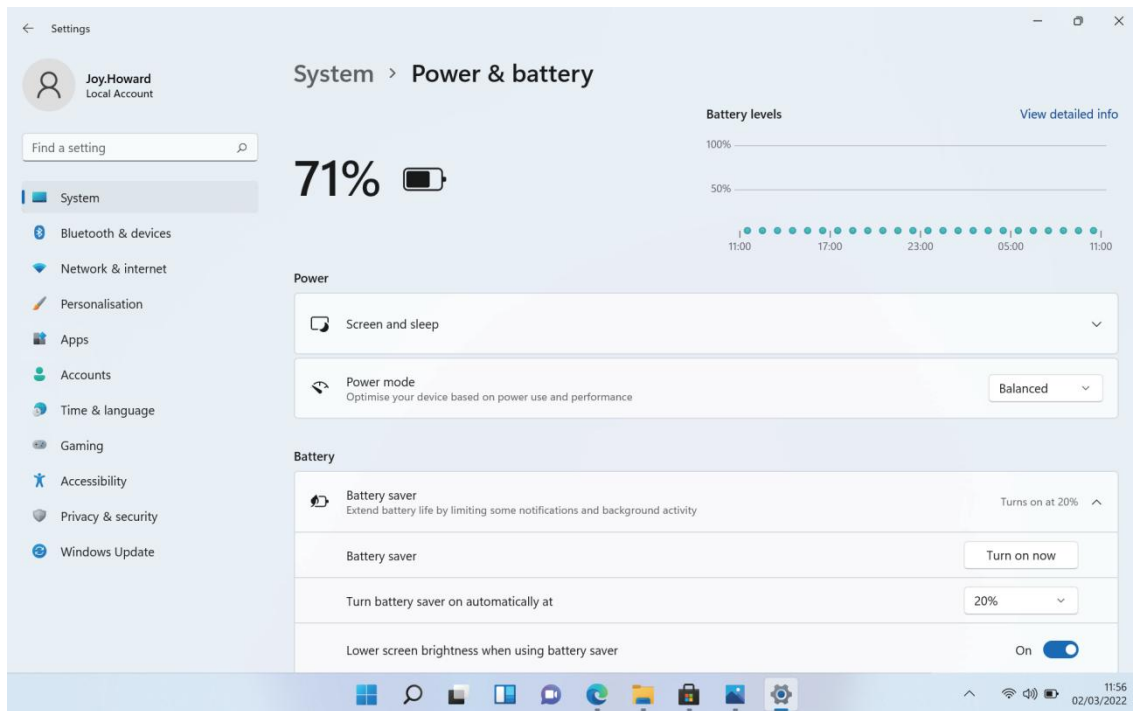 Settings
Joy.Howard
Local Account
Find a setting
System
Bluetooth & devices
Network & internet
Personalisation
Apps
Accounts
Time & language
Gaming
Accessibility
Privacy & security
Windows Update
System > Power & battery
71%
Battery levels View detailed info
100%
50%
11:00 17:00 23:00 05:00 11:00
Power
Screen and sleep
Power mode
Optimise your device based on power use and performance
Balanced
Battery
Battery saver
Extend battery life by limiting some notifications and background activity
Turns on at 20%
Battery saver Turn on now
Turn battery saver on automatically at 20%
Lower screen brightness when using battery saver On
11:56
02/03/2022